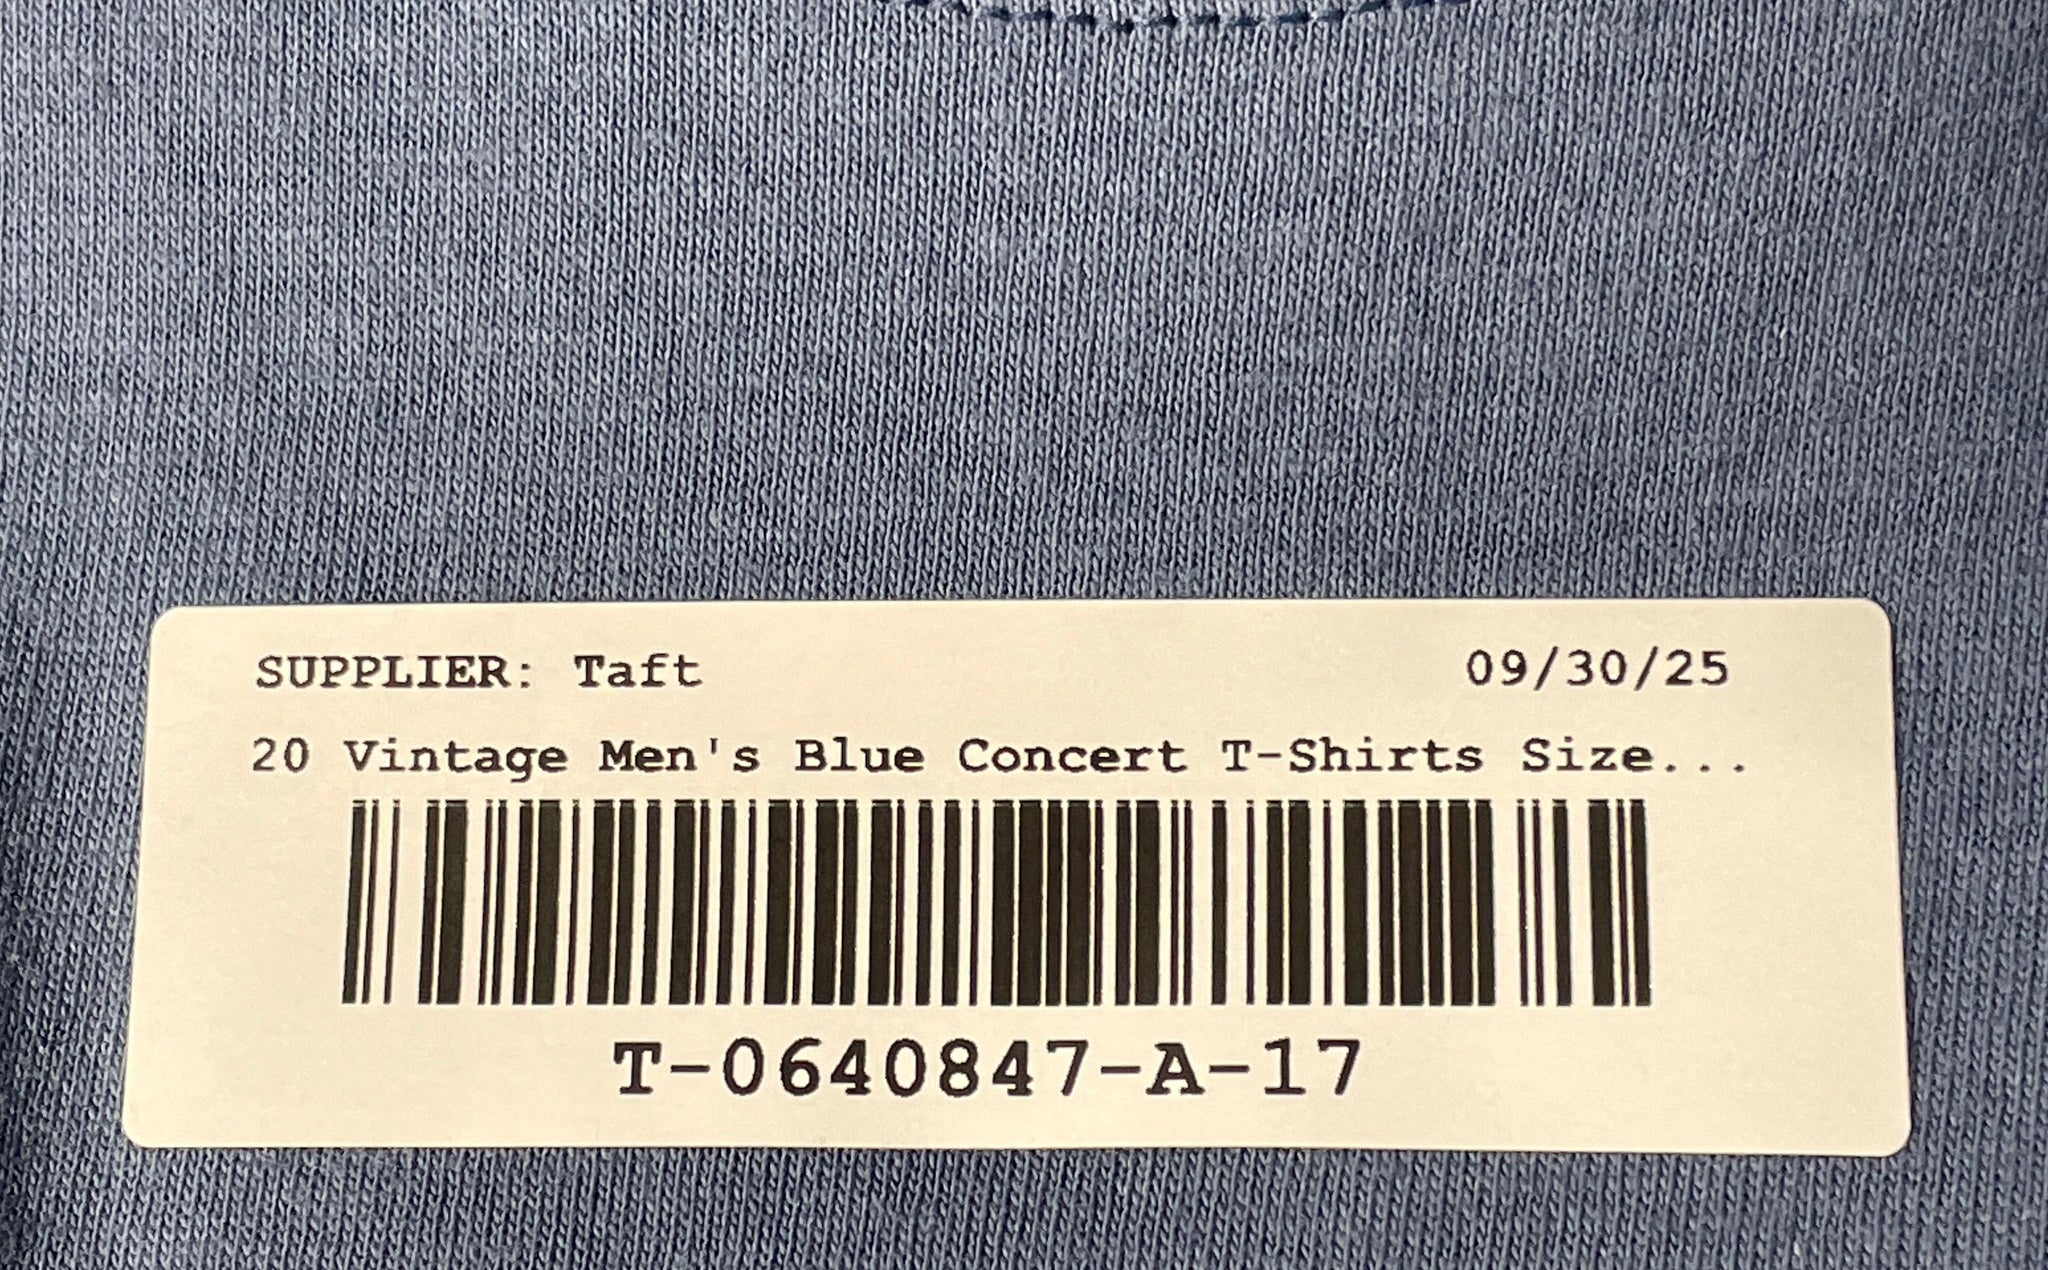 SUPPLIER: Taft 09/30/25
20 Vintage Men's Blue Concert T-Shirts Size...
T-0640847-A-17